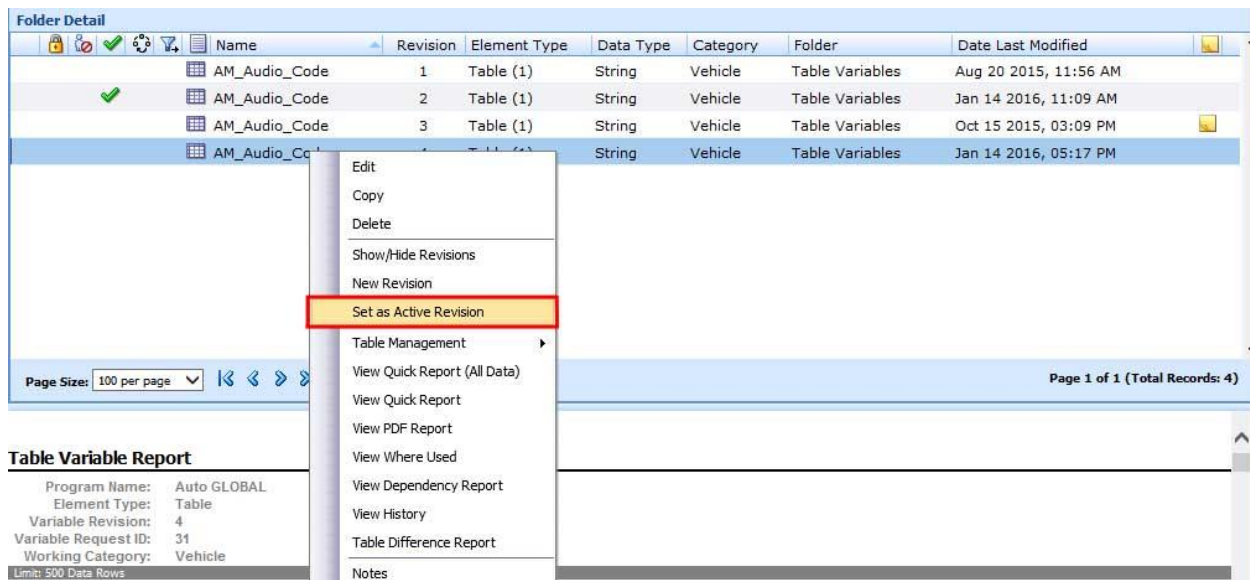 Folder Detail
Name Revision Element Type Data Type Category Folder Date Last Modified
AM_Audio_Code 1 Table (1) String Vehicle Table Variables Aug 20 2015, 11:56 AM
AM_Audio_Code 2 Table (1) String Vehicle Table Variables Jan 14 2016, 11:09 AM
AM_Audio_Code 3 Table (1) String Vehicle Table Variables Oct 15 2015, 03:09 PM
String Vehicle Table Variables Jan 14 2016, 05:17 PM
Edit
Copy
Delete
Show/Hide Revisions
New Revision
Set as Active Revision
Table Management
View Quick Report (All Data)
View Quick Report
View PDF Report
View Where Used
View Dependency Report
View History
Table Difference Report
Notes
Page Size: 100 per page Page 1 of 1 (Total Records: 4)
Table Variable Report
Program Name: Auto GLOBAL
Element Type: Table
Variable Revision: 4
Variable Request ID: 31
Working Category: Vehicle
Limit: 500 Data Rows